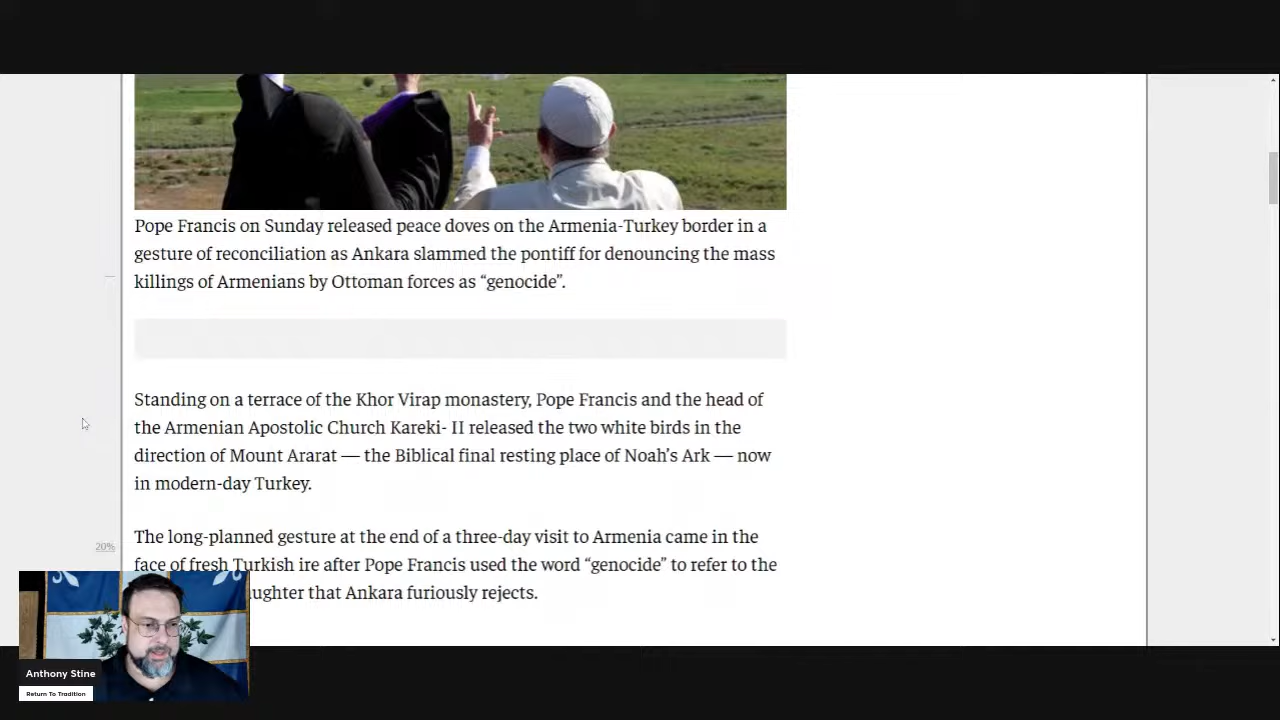 Pope Francis on Sunday released peace doves on the Armenia-Turkey border in a
gesture of reconciliation as Ankara slammed the pontiff for denouncing the mass
killings of Armenians by Ottoman forces as “genocide”.
Standing on a terrace of the Khor Virap monastery, Pope Francis and the head of
the Armenian Apostolic Church Kareki- II released the two white birds in the
direction of Mount Ararat — the Biblical final resting place of Noah’s Ark — now
in modern-day Turkey.
The long-planned gesture at the end of a three-day visit to Armenia came in the
20%
face of fresh Turkish ire after Pope Francis used the word “genocide” to refer to the
ughter that Ankara furiously rejects.
Anthony Stine
Return To Tradition